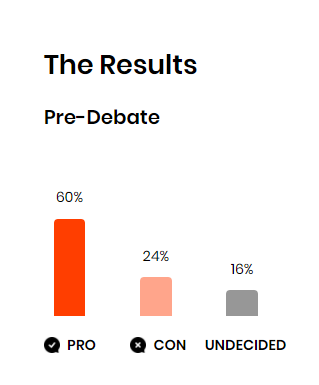 The Results
Pre-Debate
60%
24%
16%
PRO
CON
UNDECIDED